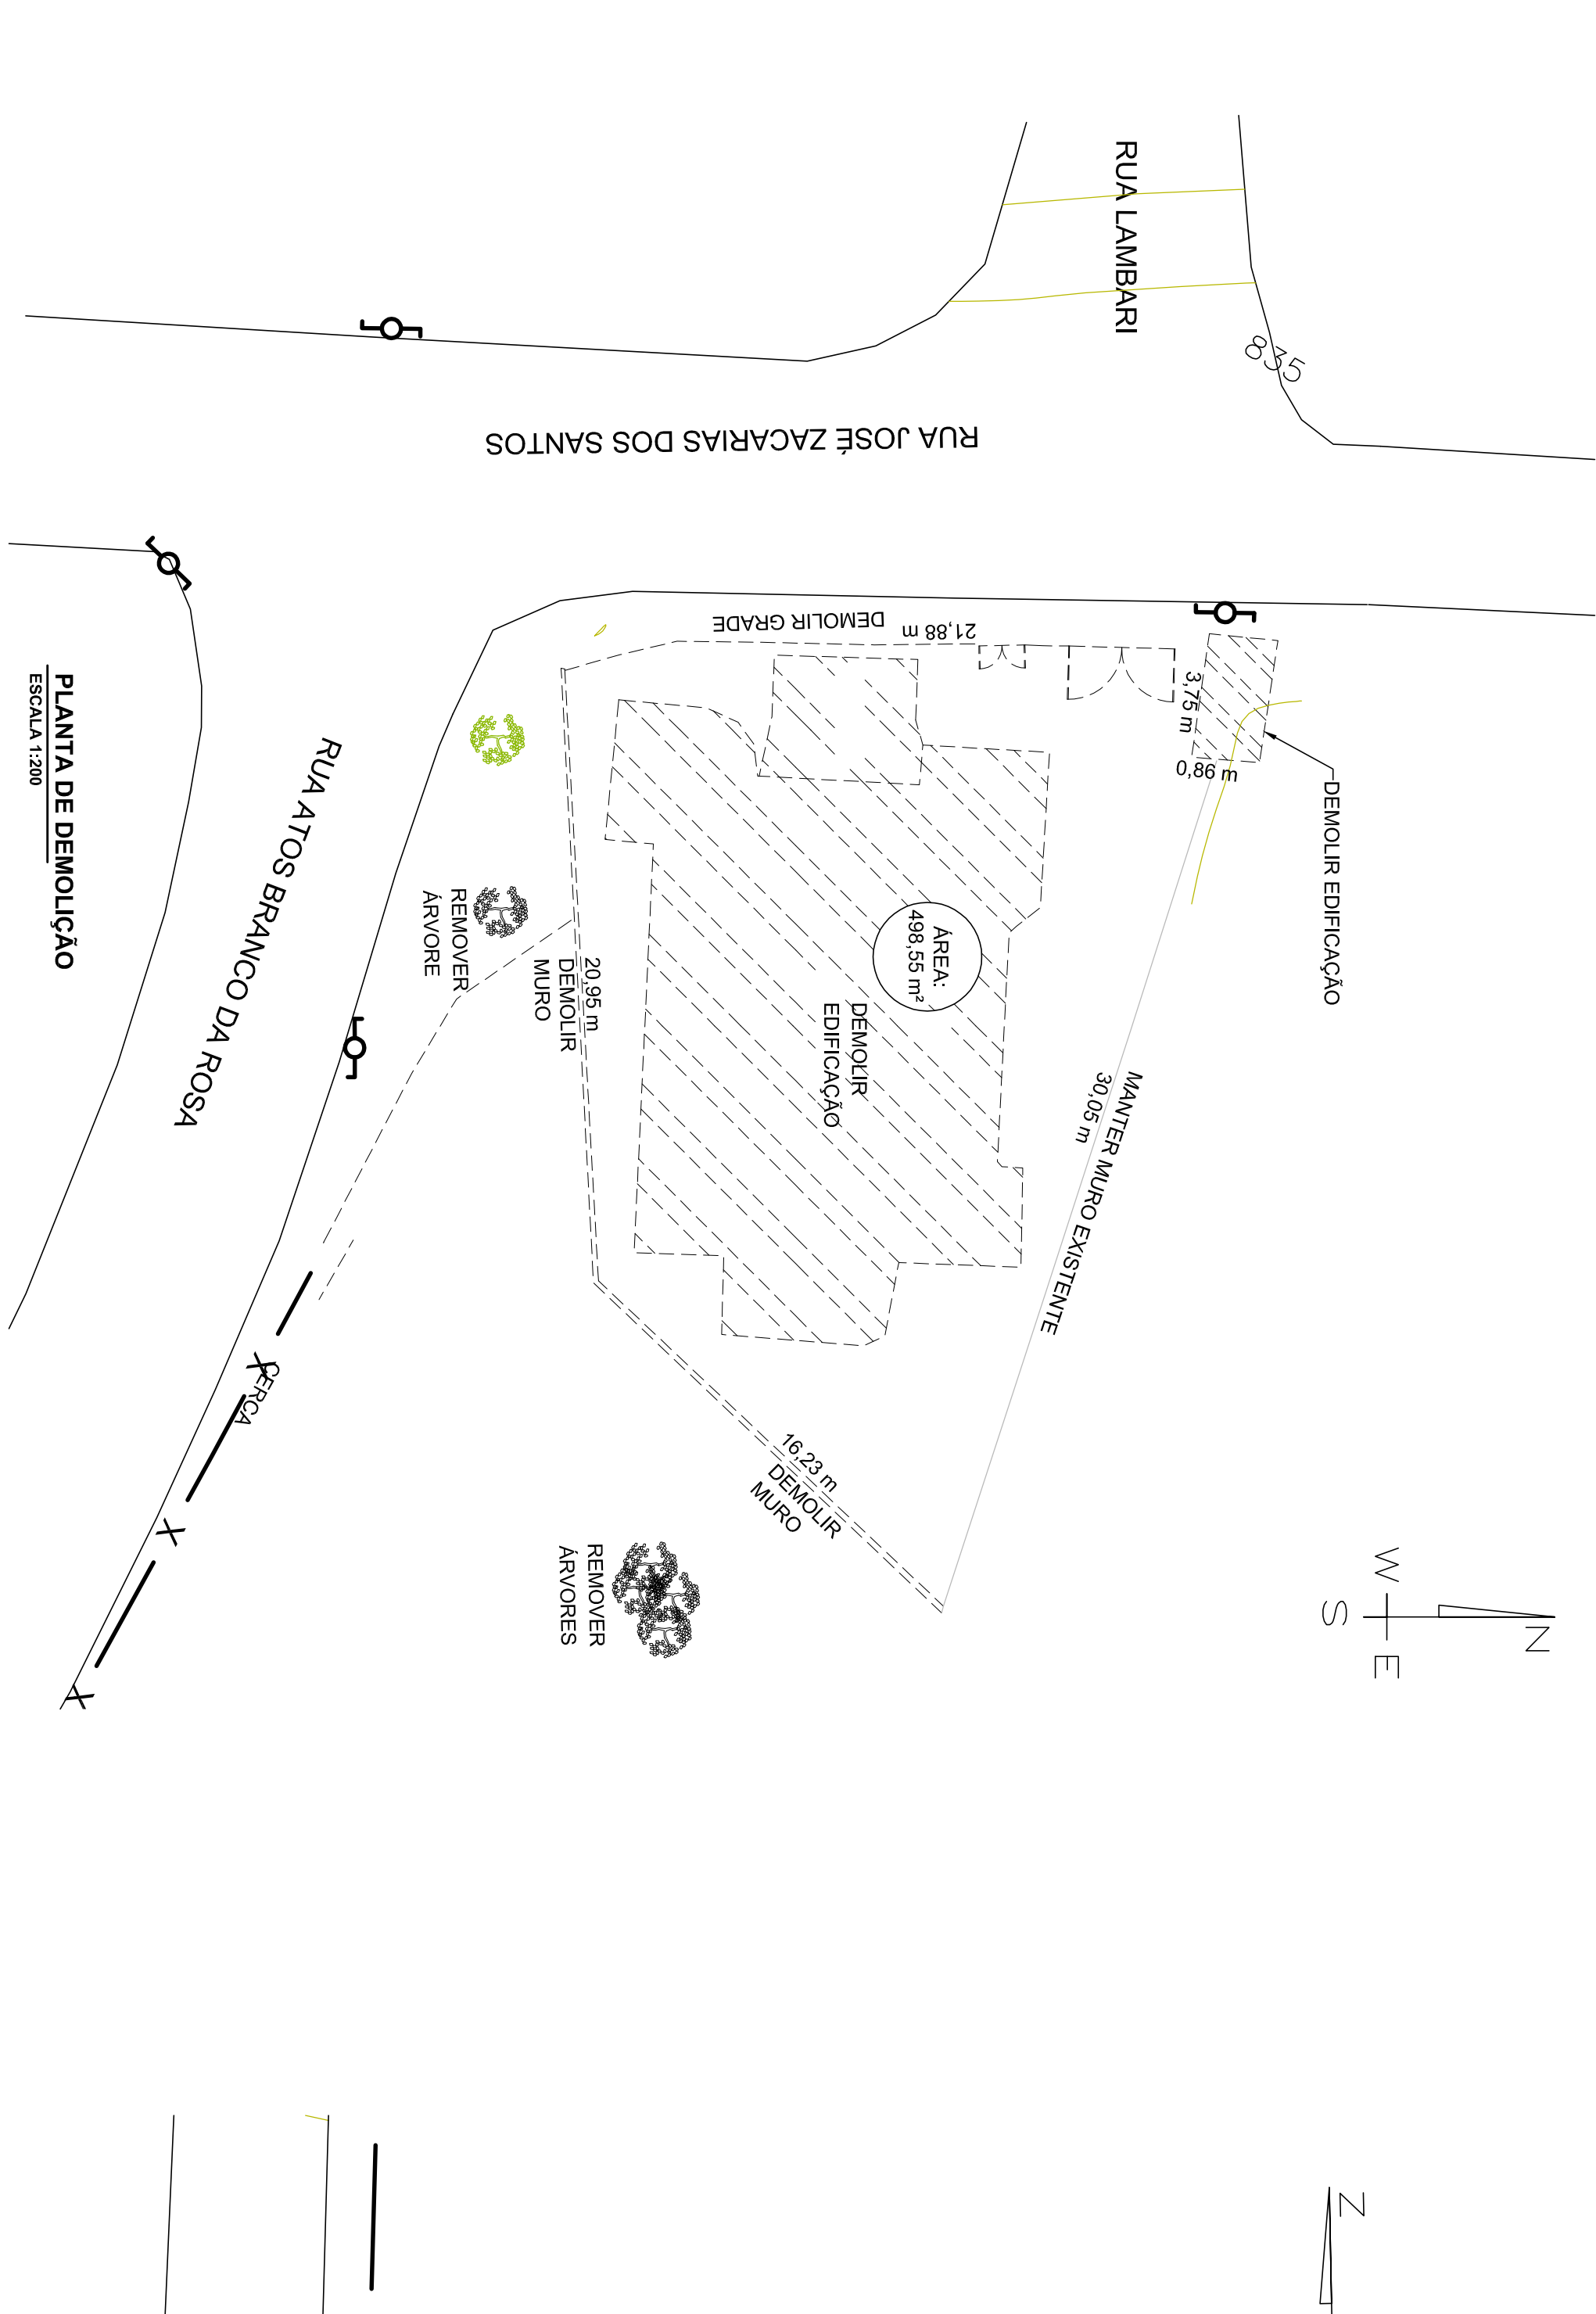 RUA LAMBARI
835
RUA JOSÉ ZACARIAS DOS SANTOS
DEMOLIR GRADE
21,88 m
3,75 m
0,86 m
DEMOLIR EDIFICAÇÃO
ÁREA:
498,55 m²
DEMOLIR
EDIFICAÇÃO
MANTER MURO EXISTENTE
30,05 m
20,95 m
DEMOLIR
MURO
REMOVER
ÁRVORE
16,23 m
DEMOLIR
MURO
REMOVER
ÁRVORES
RUA ATOS BRANCO DA ROSA
X
CERCA
X
X
PLANTA DE DEMOLIÇÃO
ESCALA 1:200
N
W
E
S
N